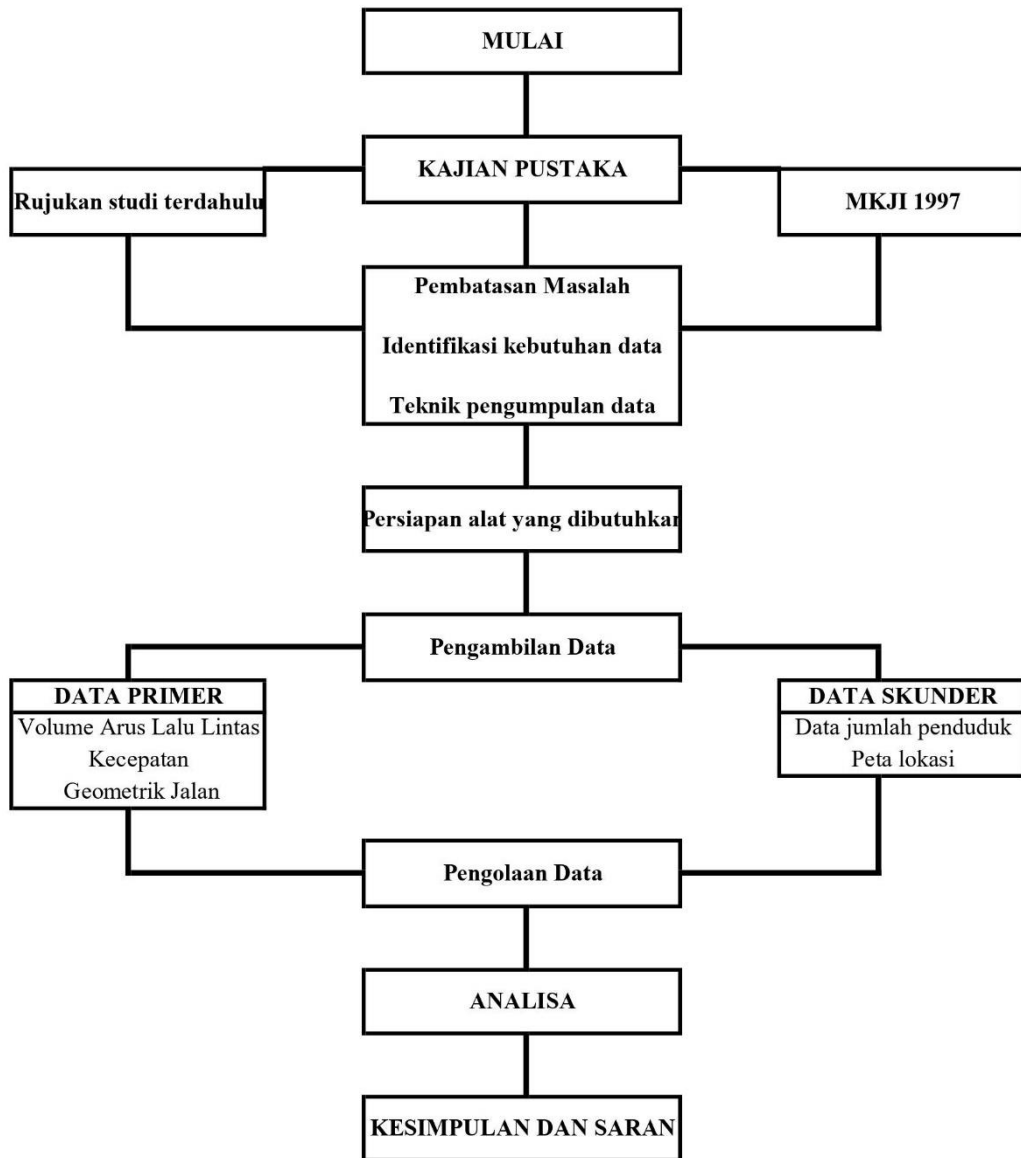 MULAI
KAJIAN PUSTAKA
Rujukan studi terdahulu
MKJI 1997
Pembatasan Masalah
Identifikasi kebutuhan data
Teknik pengumpulan data
Persiapan alat yang dibutuhkan
Pengambilan Data
DATA PRIMER
Volume Arus Lalu Lintas
Kecepatan
Geometrik Jalan
DATA SKUNDER
Data jumlah penduduk
Peta lokasi
Pengolaan Data
ANALISA
KESIMPULAN DAN SARAN